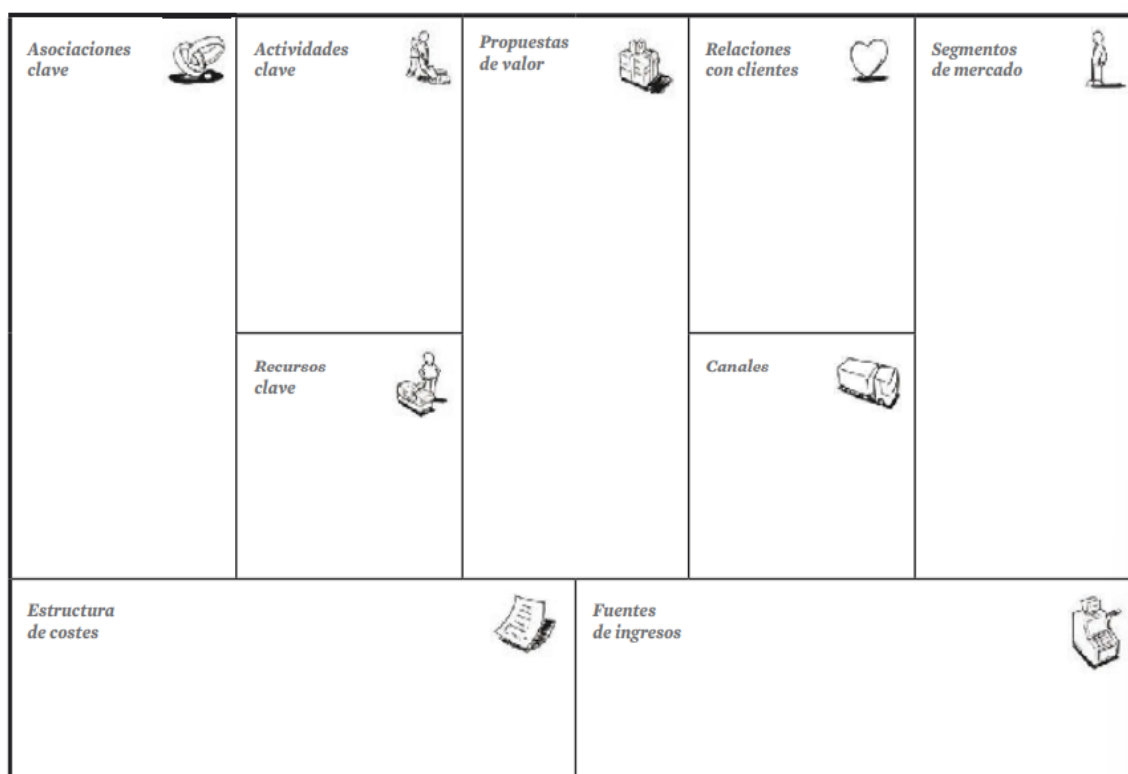 Asociaciones
clave
Actividades
clave
Recursos
clave
Propuestas
de valor
Relaciones
con clientes
Canales
Segmentos
de mercado
Estructura
de costes
Fuentes
de ingresos